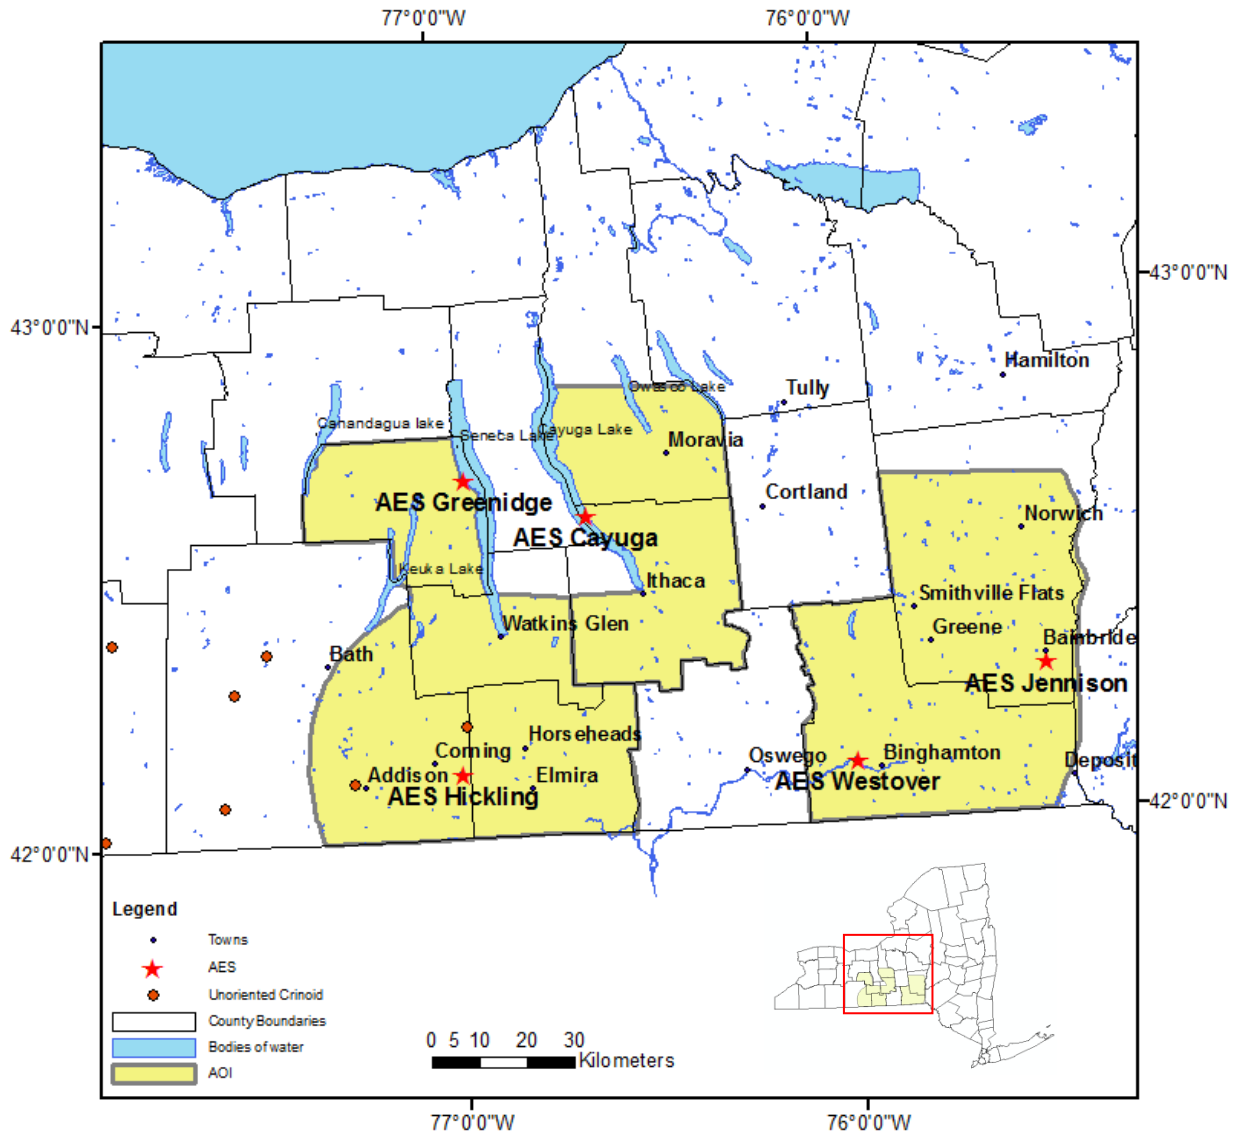 77°0'0"W
76°0'0"W
43°0'0"N
43°0'0"N
Hamilton
Tully
Owasco Lake
Canandagua lake
Seneca Lake
Cayuga Lake
Moravia
AES Greenidge
Cortland
Norwich
AES Cayuga
Keuka Lake
Ithaca
Smithville Flats
Watkins Glen
Greene
Bainbride
Bath
AES Jennison
Horseheads
Corning
Oswego
Binghamton
Deposit
Addison
Elmira
AES Westover
AES Hickling
42°0'0"N
42°0'0"N
Legend
Towns
AES
Unoriented Crinoid
County Boundaries
Bodies of water
AOI
0 5 10 20 30
Kilometers
77°0'0"W
76°0'0"W